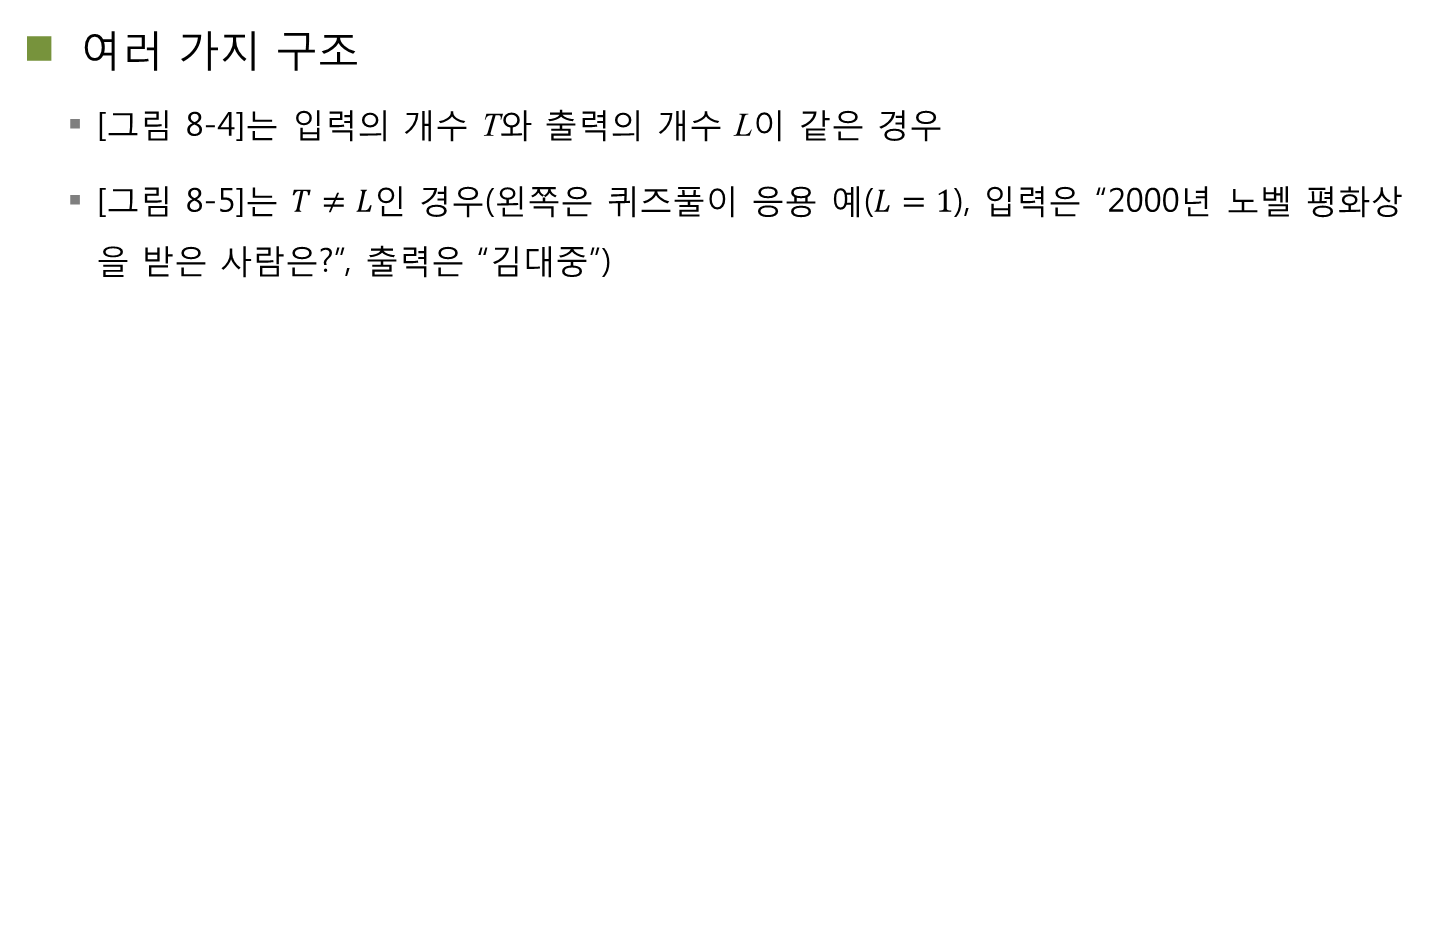 여러 가지 구조
[그림 8-4]는 입력의 개수 T와 출력의 개수 L이 같은 경우
[그림 8-5]는 T ≠ L인 경우(왼쪽은 퀴즈풀이 응용 예(L = 1), 입력은 “2000년 노벨 평화상
을 받은 사람은?”, 출력은 “김대중”)